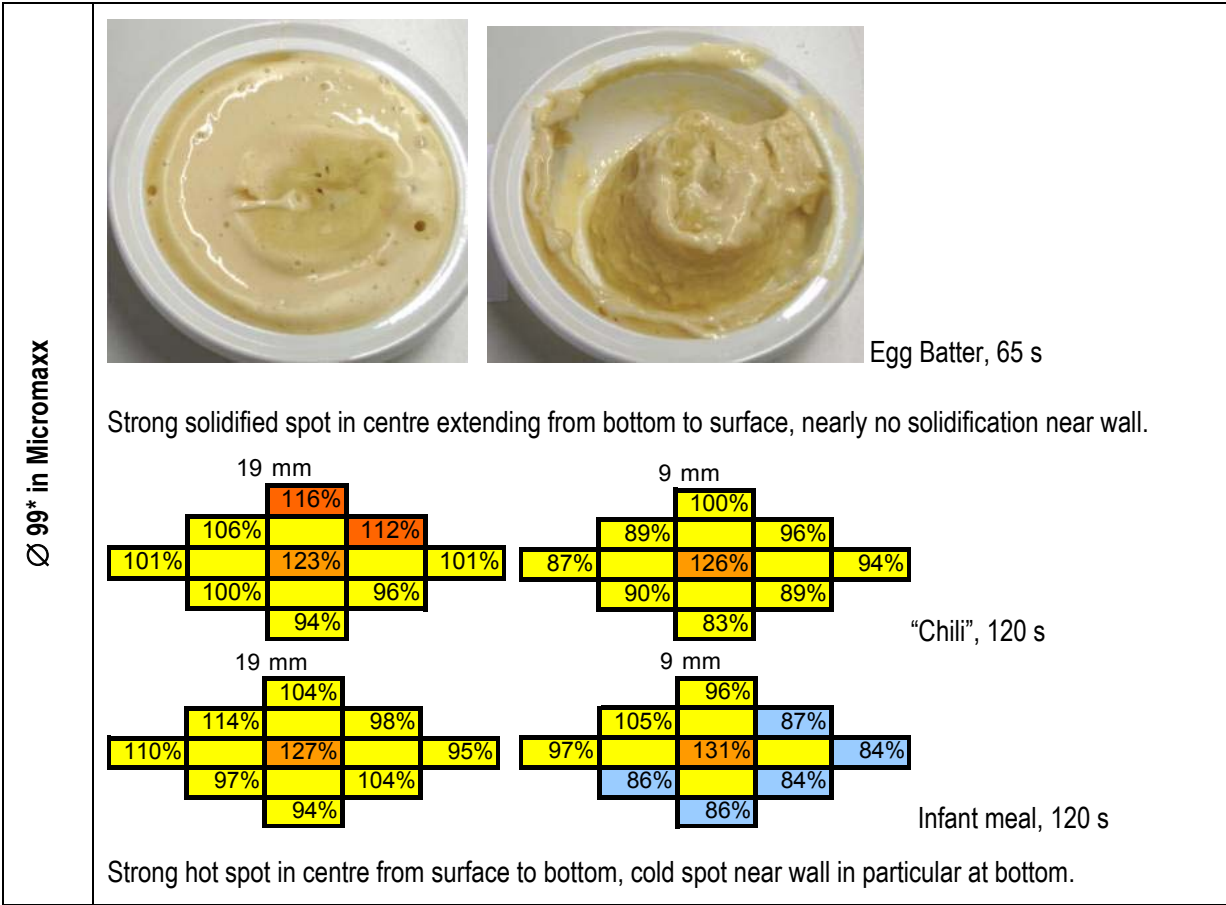 Ø 99* in Micromaxx
Egg Batter, 65 s
Strong solidified spot in centre extending from bottom to surface, nearly no solidification near wall.
19 mm
116%
106% 112%
101% 123% 101%
100% 96%
94%
9 mm
100%
89% 96%
87% 126% 94%
90% 89%
83%
“Chili”, 120 s
19 mm
104%
114% 98%
110% 127% 95%
97% 104%
94%
9 mm
96%
105% 87%
97% 131% 84%
86% 84%
86%
Infant meal, 120 s
Strong hot spot in centre from surface to bottom, cold spot near wall in particular at bottom.